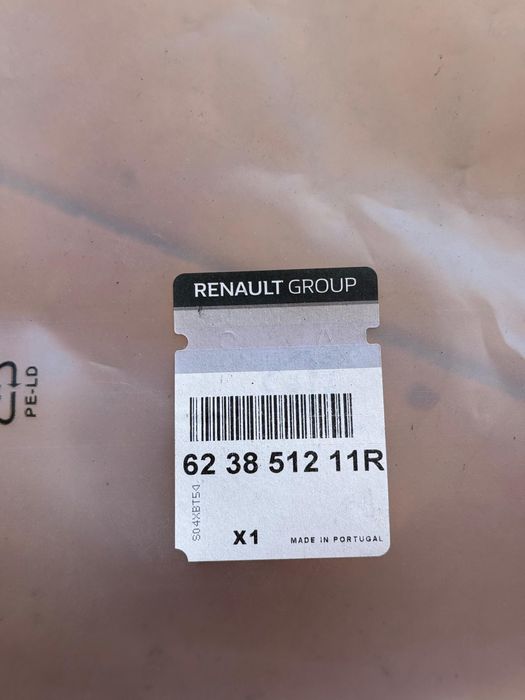 RENAULT GROUP
PE-LD
62 38 512 11R
S04XBT54
X1
MADE IN PORTUGAL